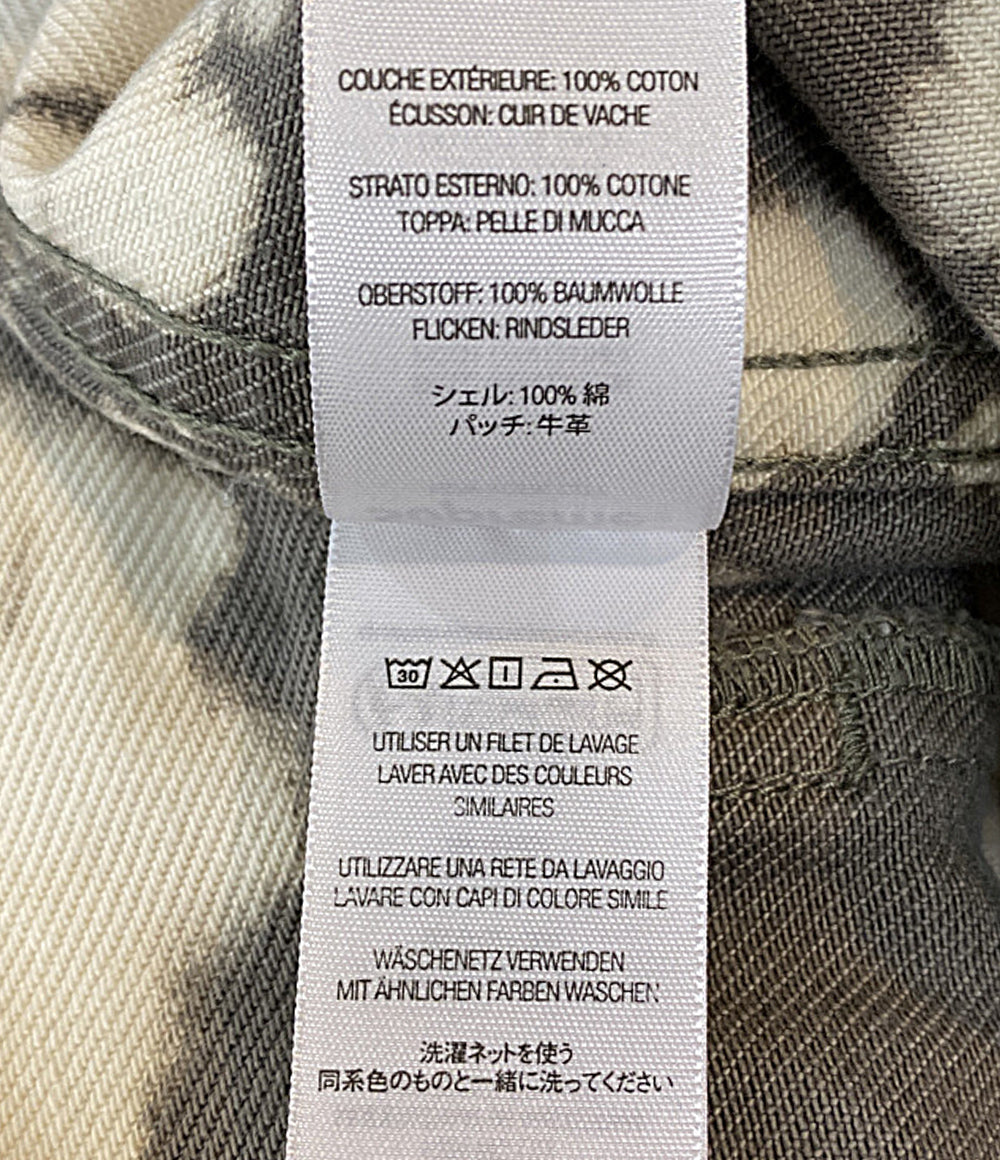 COUCHE EXTÉRIEURE: 100% COTON
ÉCUSSON: CUIR DE VACHE
STRATO ESTERNO: 100% COTONE
TOPPA: PELLE DI MUCCA
OBERSTOFF: 100% BAUMWOLLE
FLICKEN: RINDSLEDER
シェル: 100% 綿
パッチ: 牛革
30
UTILISER UN FILET DE LAVAGE
LAVER AVEC DES COULEURS
SIMILAIRES
UTILIZZARE UNA RETE DA LAVAGGIO
LAVARE CON CAPI DI COLORE SIMILE
WÄSCHENETZ VERWENDEN
MIT ÄHNLICHEN FARBEN WASCHEN
洗濯ネットを使う
同系色のものと一緒に洗ってください